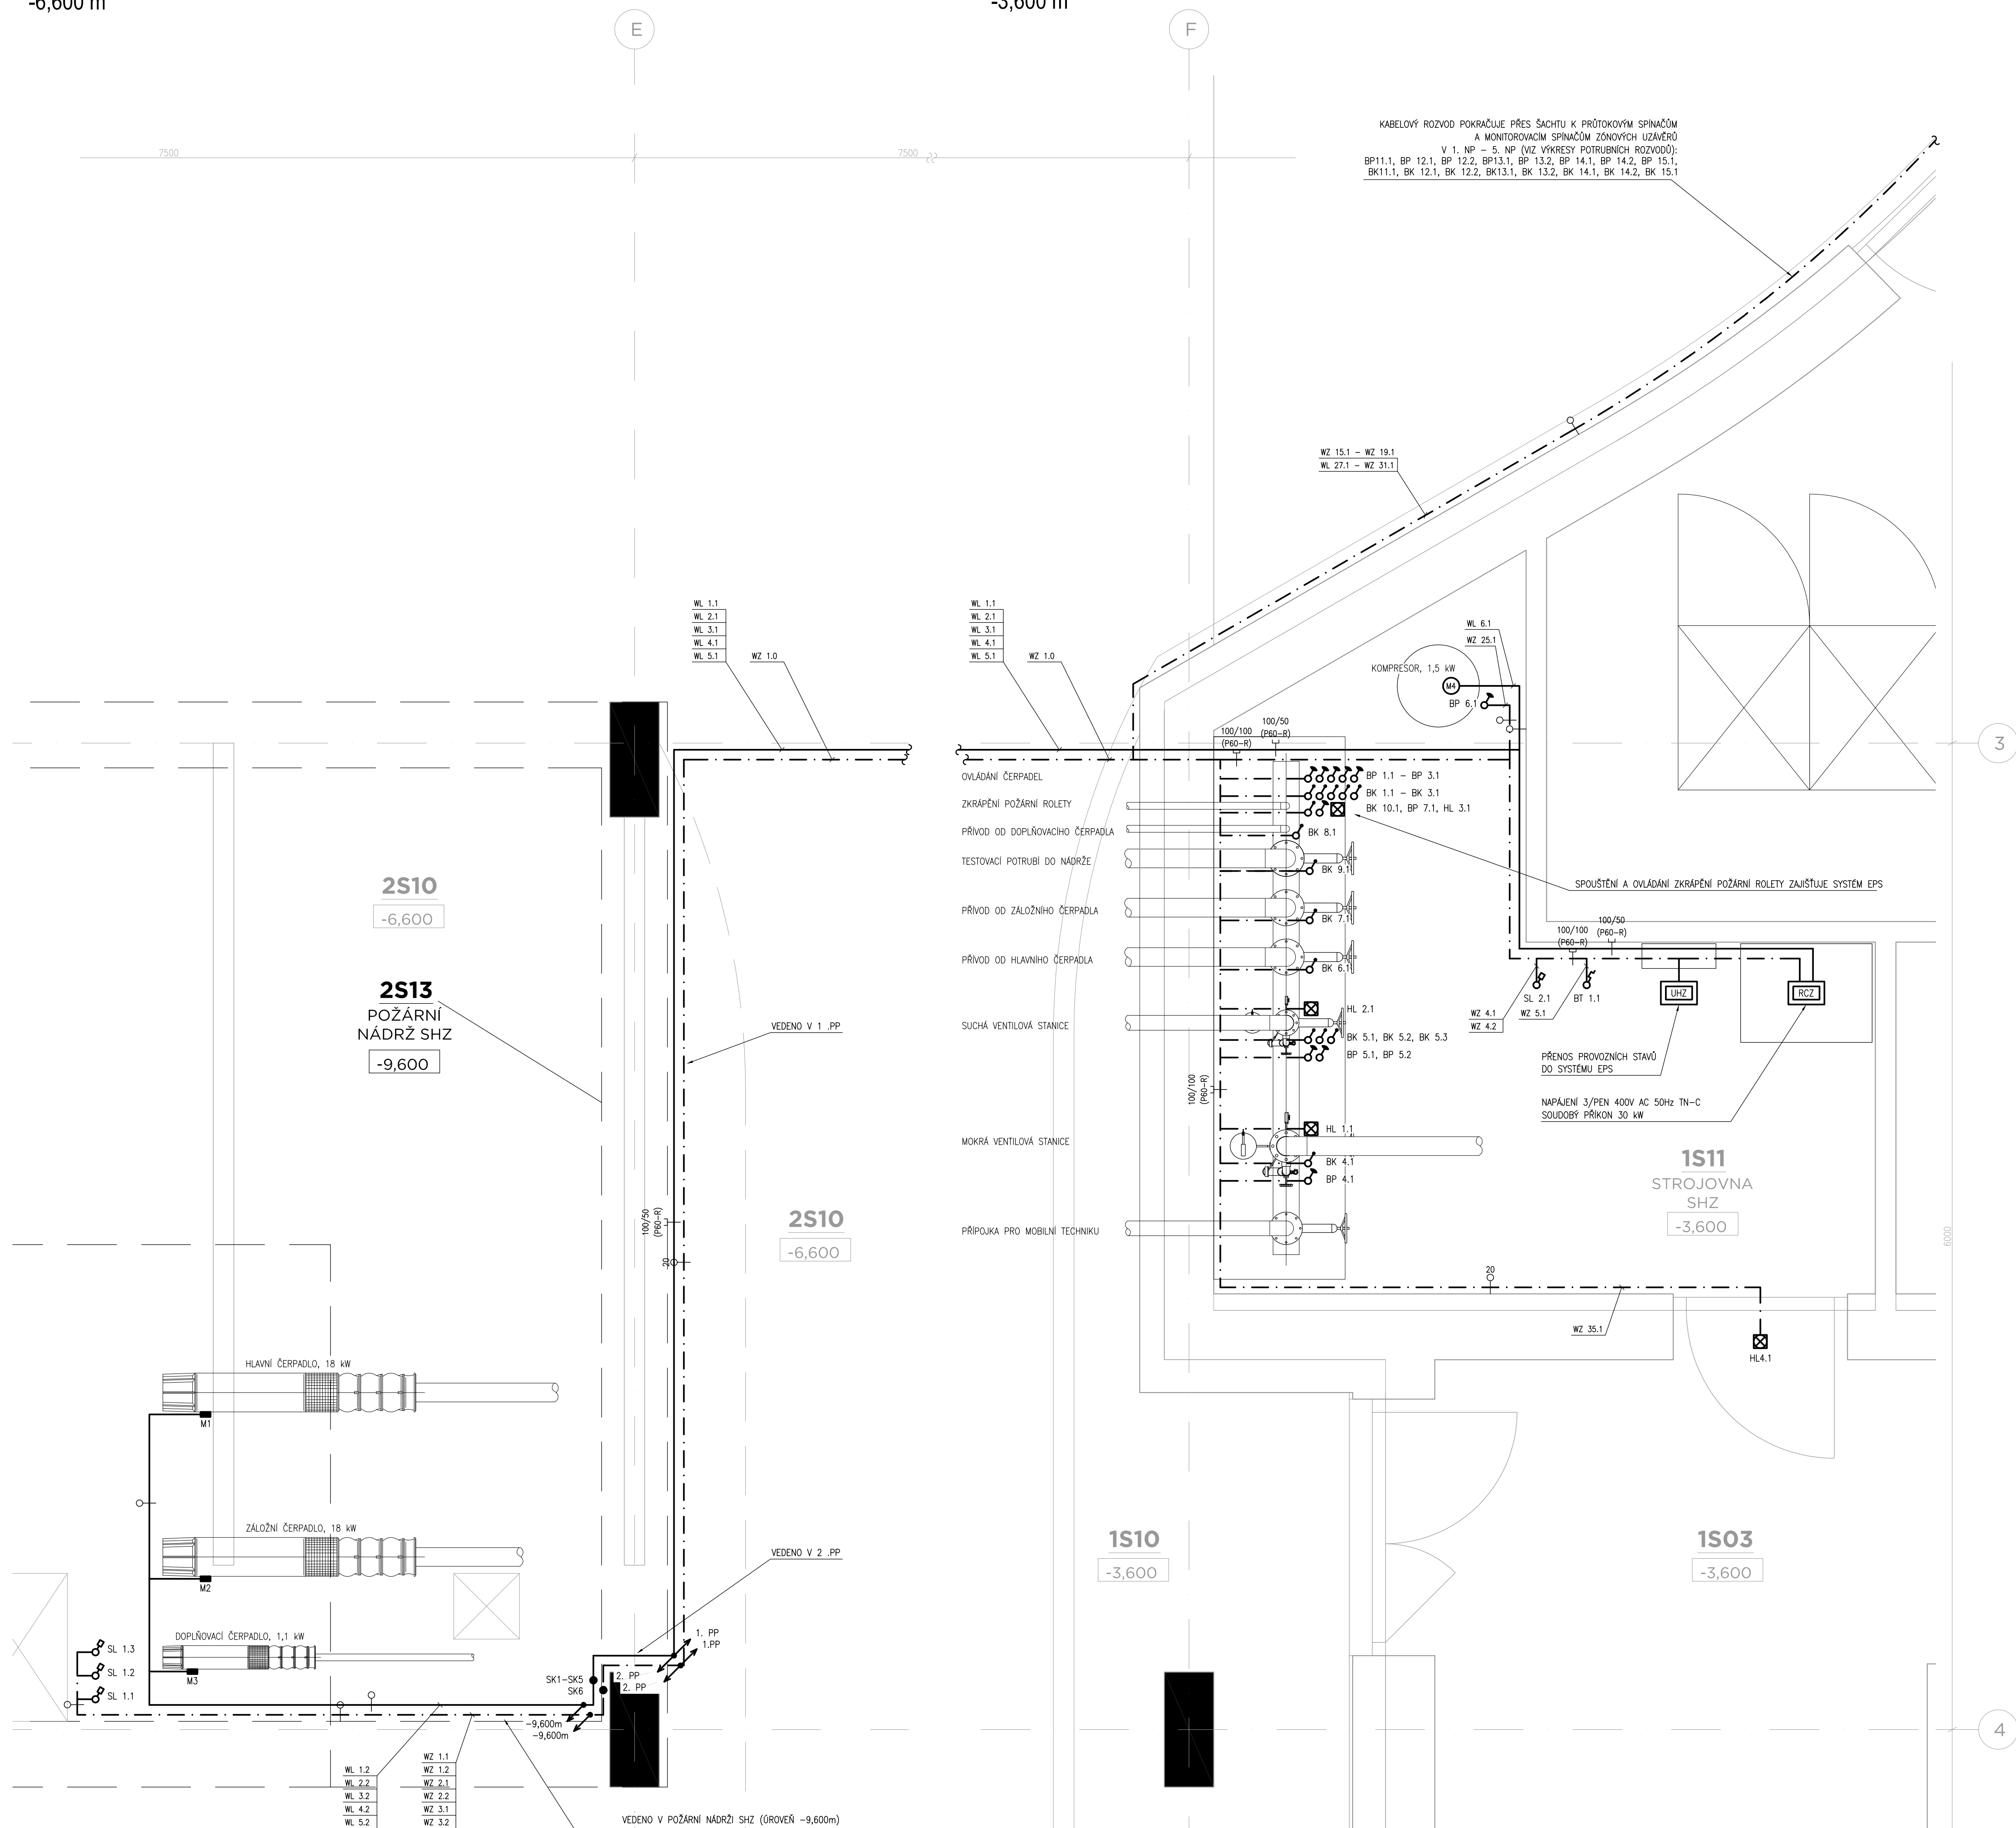 -6,600 m
-3,600 m
E
F
7500
7500
KABELOVÝ ROZVOD POKRAČUJE PŘES ŠACHTU K PRŮTOKOVÝM SPÍNAČŮM
A MONITOROVACÍM SPÍNAČŮM ZÓNOVÝCH UZÁVĚRŮ
V 1. NP – 5. NP (VIZ VÝKRESY POTRUBNÍCH ROZVODŮ):
BP11.1, BP 12.1, BP 12.2, BP13.1, BP 13.2, BP 14.1, BP 14.2, BP 15.1,
BK11.1, BK 12.1, BK 12.2, BK13.1, BK 13.2, BK 14.1, BK 14.2, BK 15.1
WZ 15.1 – WZ 19.1
WL 27.1 – WZ 31.1
WL 1.1
WL 2.1
WL 3.1
WL 4.1
WL 5.1
WZ 1.0
WL 1.1
WL 2.1
WL 3.1
WL 4.1
WL 5.1
WZ 1.0
WL 6.1
WZ 25.1
KOMPRESOR, 1,5 kW
M4
BP 6.1
100/100
(P60-R)
100/50
(P60-R)
3
OVLÁDÁNÍ ČERPADEL
BP 1.1 – BP 3.1
BK 1.1 – BK 3.1
ZKRÁPĚNÍ POŽÁRNÍ ROLETY
BK 10.1, BP 7.1, HL 3.1
PŘÍVOD OD DOPLŇOVACÍHO ČERPADLA
BK 8.1
TESTOVACÍ POTRUBÍ DO NÁDRŽE
BK 9.1
SPOUŠTĚNÍ A OVLÁDÁNÍ ZKRÁPĚNÍ POŽÁRNÍ ROLETY ZAJIŠŤUJE SYSTÉM EPS
PŘÍVOD OD ZÁLOŽNÍHO ČERPADLA
BK 7.1
PŘÍVOD OD HLAVNÍHO ČERPADLA
BK 6.1
100/100
(P60-R)
100/50
(P60-R)
SL 2.1
BT 1.1
UHZ
RCZ
WZ 4.1
WZ 4.2
WZ 5.1
2S10
-6,600
2S13
POŽÁRNÍ
NÁDRŽ SHZ
-9,600
VEDENO V 1 .PP
HL 2.1
SUCHÁ VENTILOVÁ STANICE
BK 5.1, BK 5.2, BK 5.3
BP 5.1, BP 5.2
PŘENOS PROVOZNÍCH STAVŮ
DO SYSTÉMU EPS
NAPÁJENÍ 3/PEN 400V AC 50Hz TN-C
SOUDOBÝ PŘÍKON 30 kW
100/100
(P60-R)
HL 1.1
MOKRÁ VENTILOVÁ STANICE
BK 4.1
BP 4.1
1S11
STROJOVNA
SHZ
-3,600
100/50
(P60-R)
20
2S10
-6,600
PŘÍPOJKA PRO MOBILNÍ TECHNIKU
6000
20
WZ 35.1
HL4.1
HLAVNÍ ČERPADLO, 18 kW
M1
ZÁLOŽNÍ ČERPADLO, 18 kW
M2
DOPLŇOVACÍ ČERPADLO, 1,1 kW
M3
SL 1.3
SL 1.2
SL 1.1
VEDENO V 2 .PP
1. PP
1.PP
SK1-SK5
SK6
2. PP
2. PP
-9,600m
-9,600m
1S10
-3,600
1S03
-3,600
4
WL 1.2
WL 2.2
WL 3.2
WL 4.2
WL 5.2
WZ 1.1
WZ 1.2
WZ 2.1
WZ 2.2
WZ 3.1
WZ 3.2
VEDENO V POŽÁRNÍ NÁDRŽI SHZ (ÚROVEŇ -9,600m)